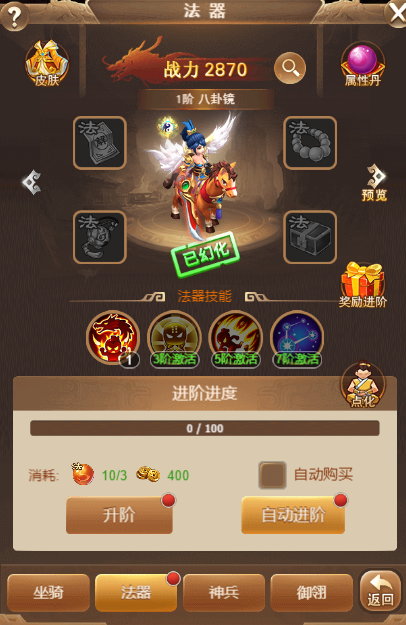 法器
?
皮肤
战力 2870
属性丹
1阶 八卦镜
法
法
预览
法
法
已幻化
奖励进阶
法器技能
1
3阶激活
5阶激活
7阶激活
进阶进度
点化
0 / 100
消耗: 10/3 400
自动购买
升阶
自动进阶
坐骑
法器
神兵
御翎
返回